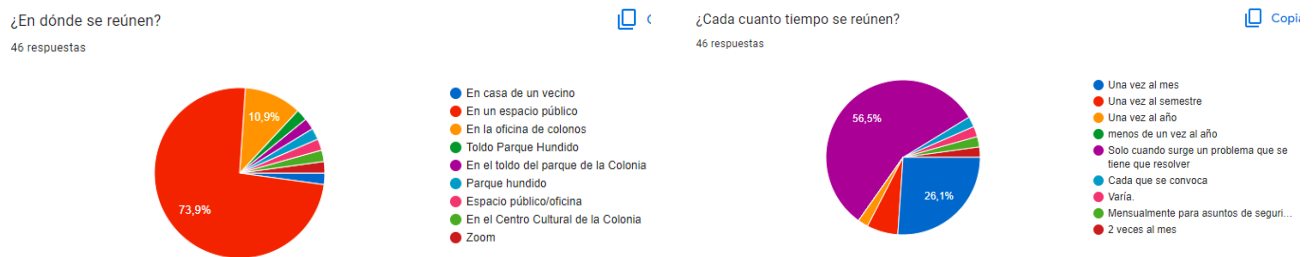 ¿En dónde se reúnen?
46 respuestas
10,9%
73,9%
En casa de un vecino
En un espacio público
En la oficina de colonos
Toldo Parque Hundido
En el toldo del parque de la Colonia
Parque hundido
Espacio público/oficina
En el Centro Cultural de la Colonia
Zoom
¿Cada cuanto tiempo se reúnen?
Copia
46 respuestas
56,5%
26,1%
Una vez al mes
Una vez al semestre
Una vez al año
menos de un vez al año
Solo cuando surge un problema que se
tiene que resolver
Cada que se convoca
Varía.
Mensualmente para asuntos de seguri...
2 veces al mes